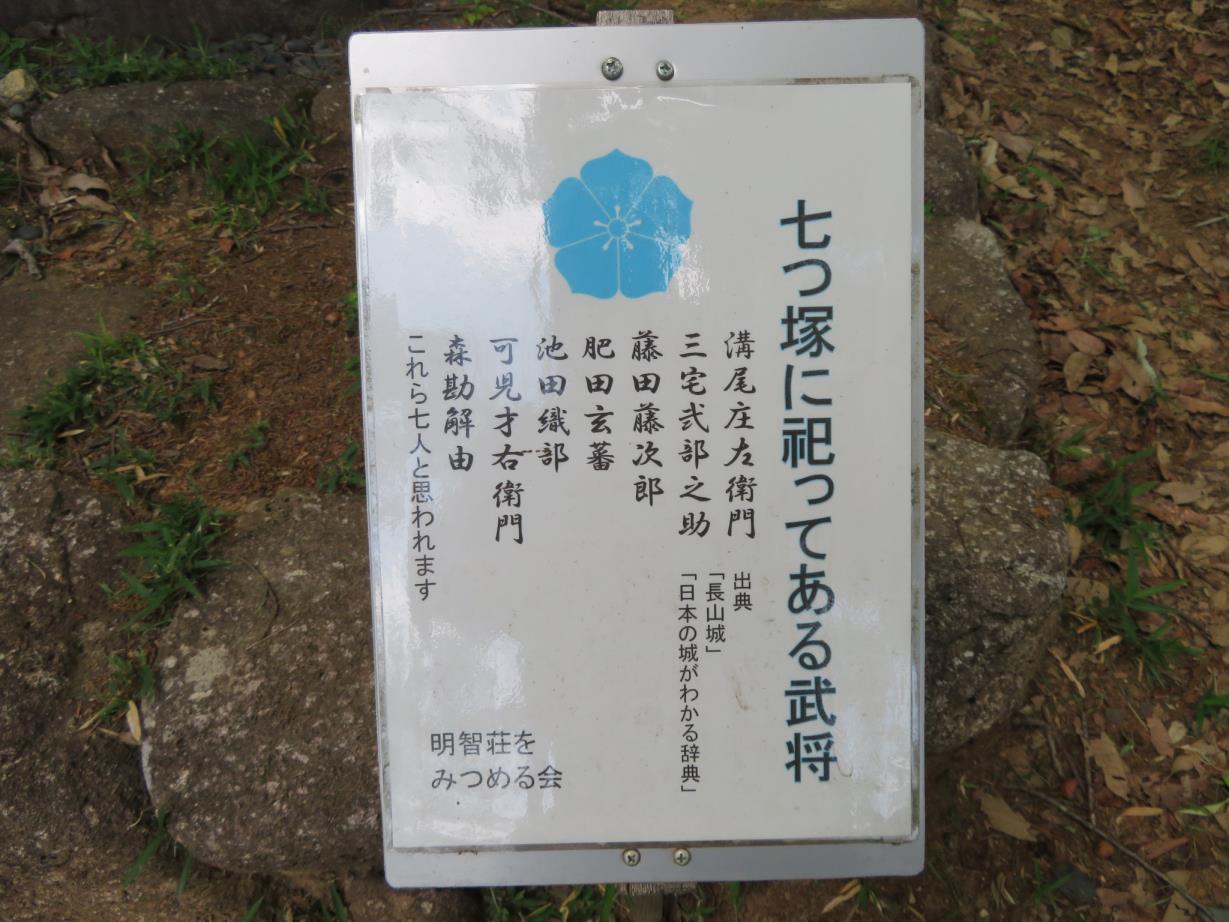 七つ塚に祀ってある武将
溝尾庄左衛門
三宅弐部之助
藤田藤次郎
肥田玄蕃
池田織部
可児才右衛門
森勘解由
これら七人と思われます
出典
「長山城」
「日本の城がわかる辞典」
明智荘を
みつめる会